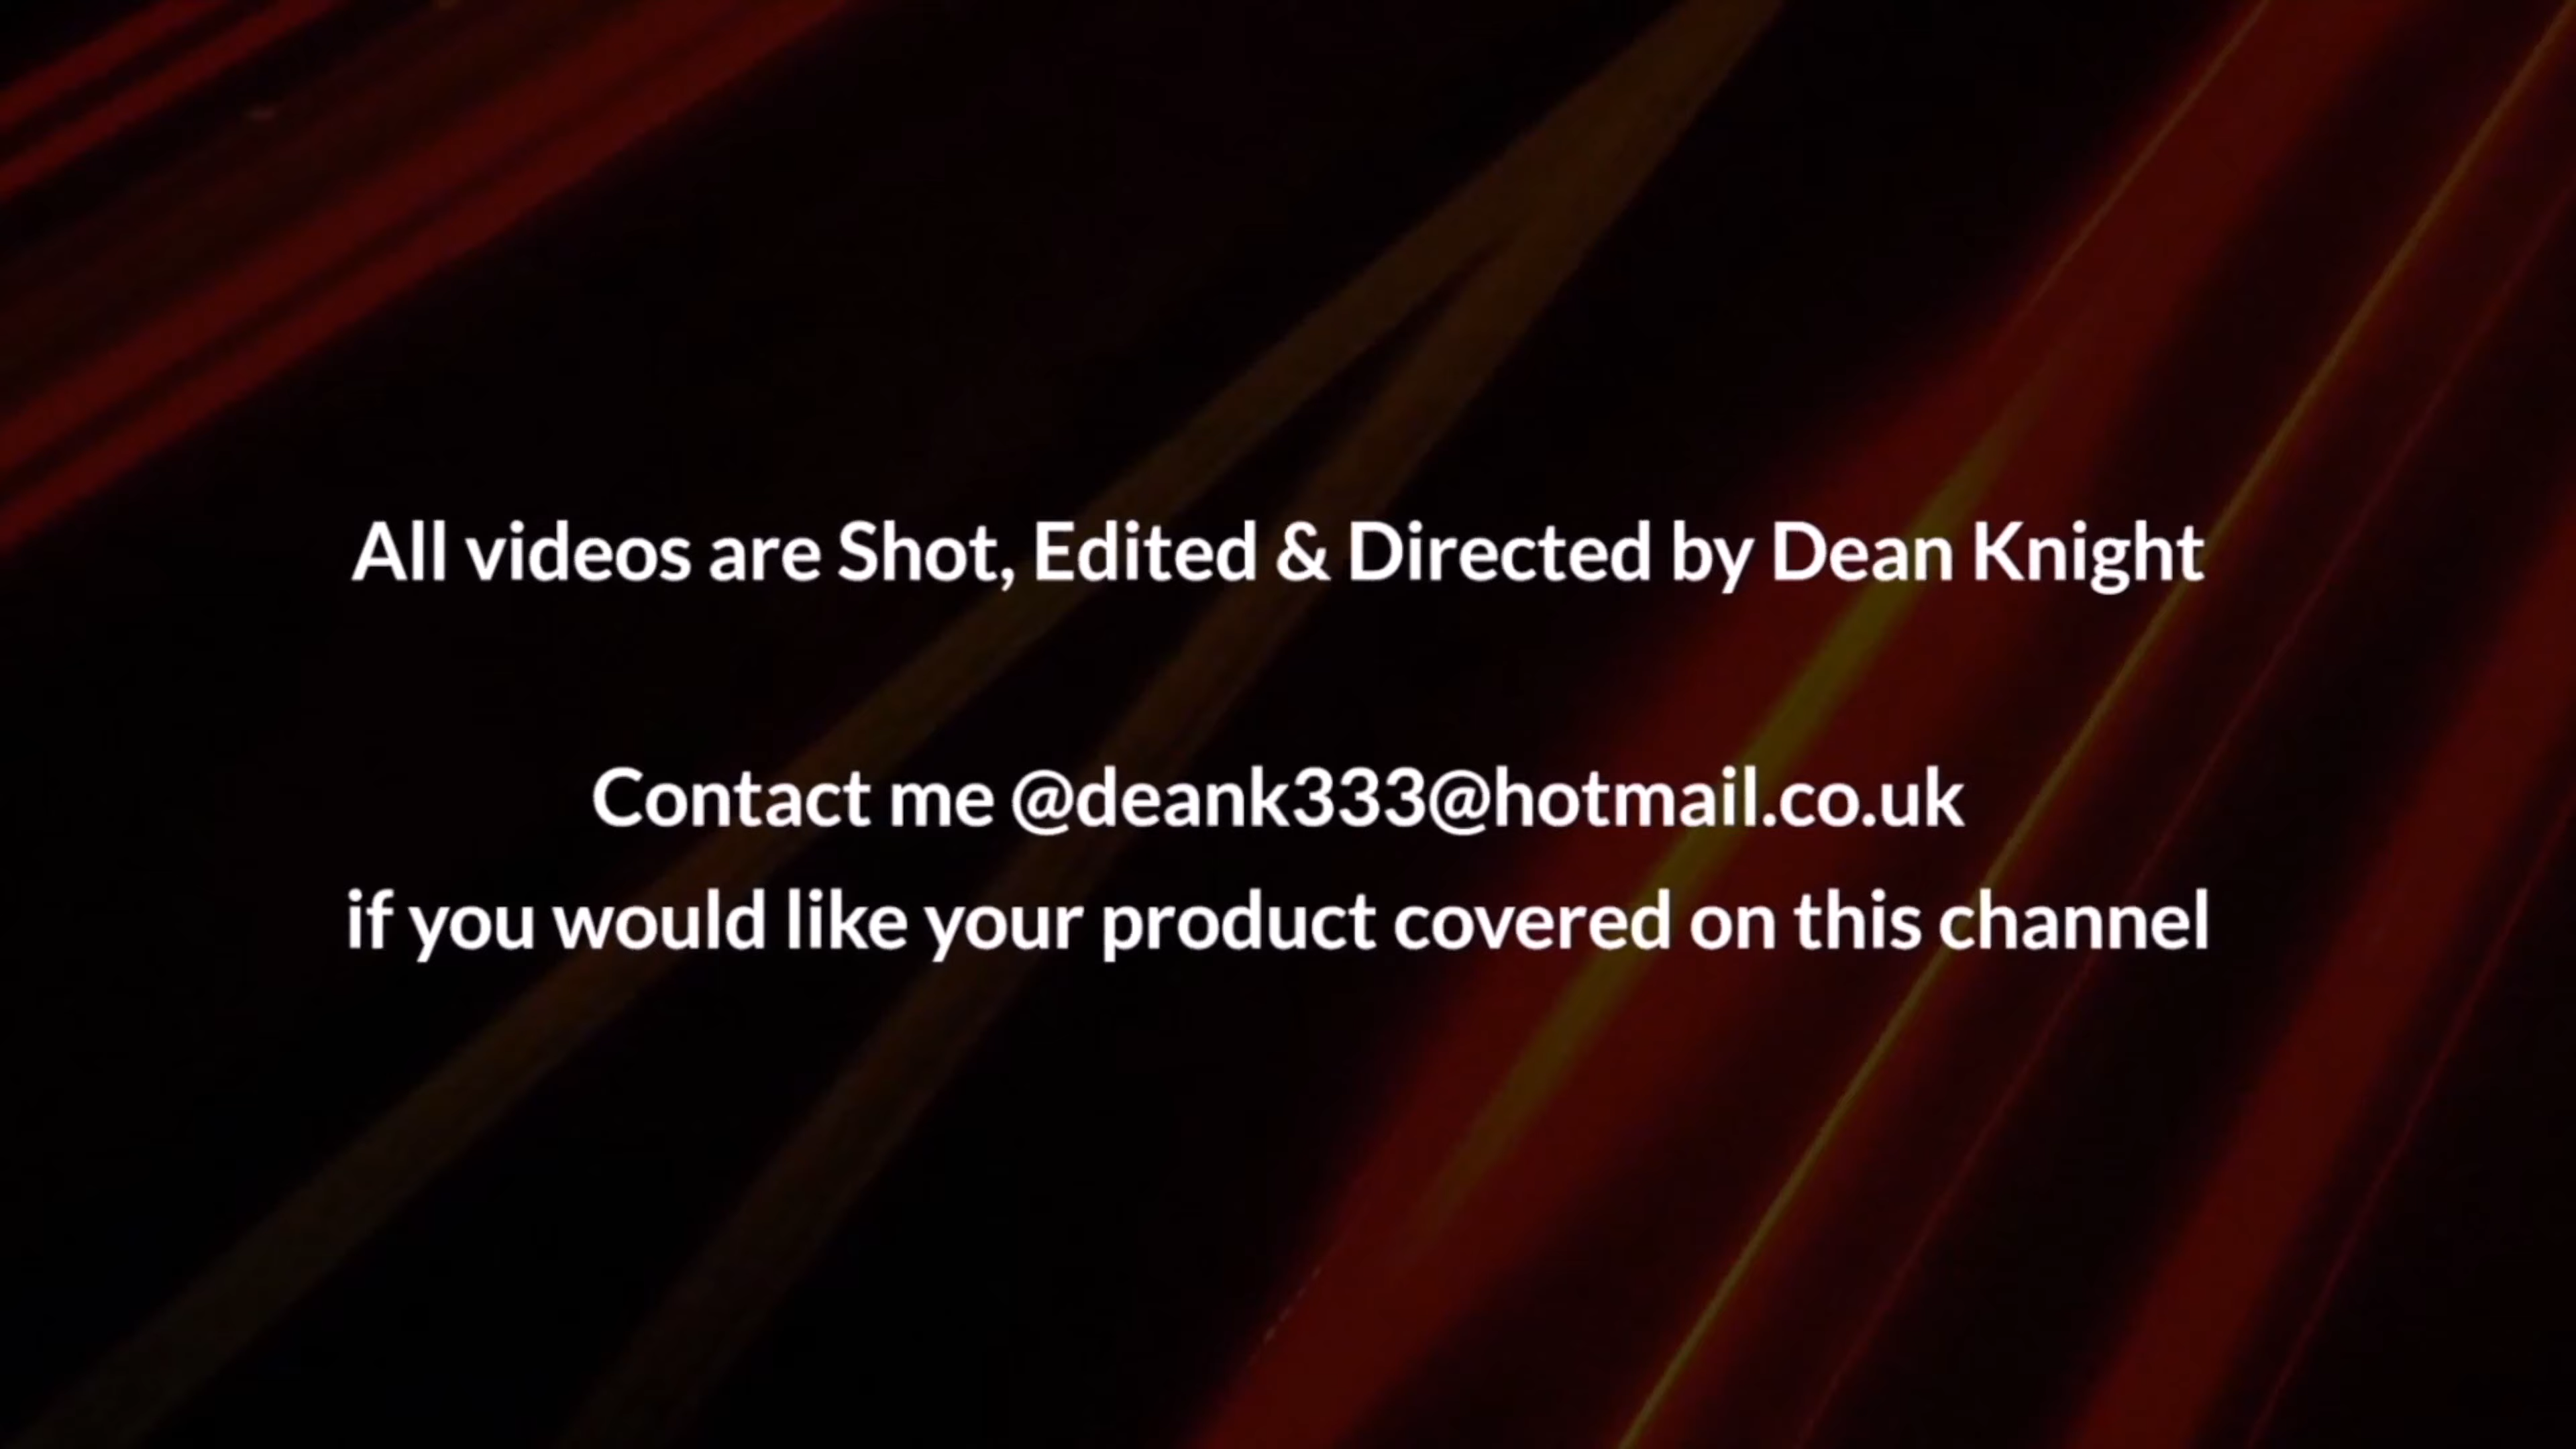 All videos are Shot, Edited & Directed by Dean Knight
Contact me @deank333@hotmail.co.uk
if you would like your product covered on this channel